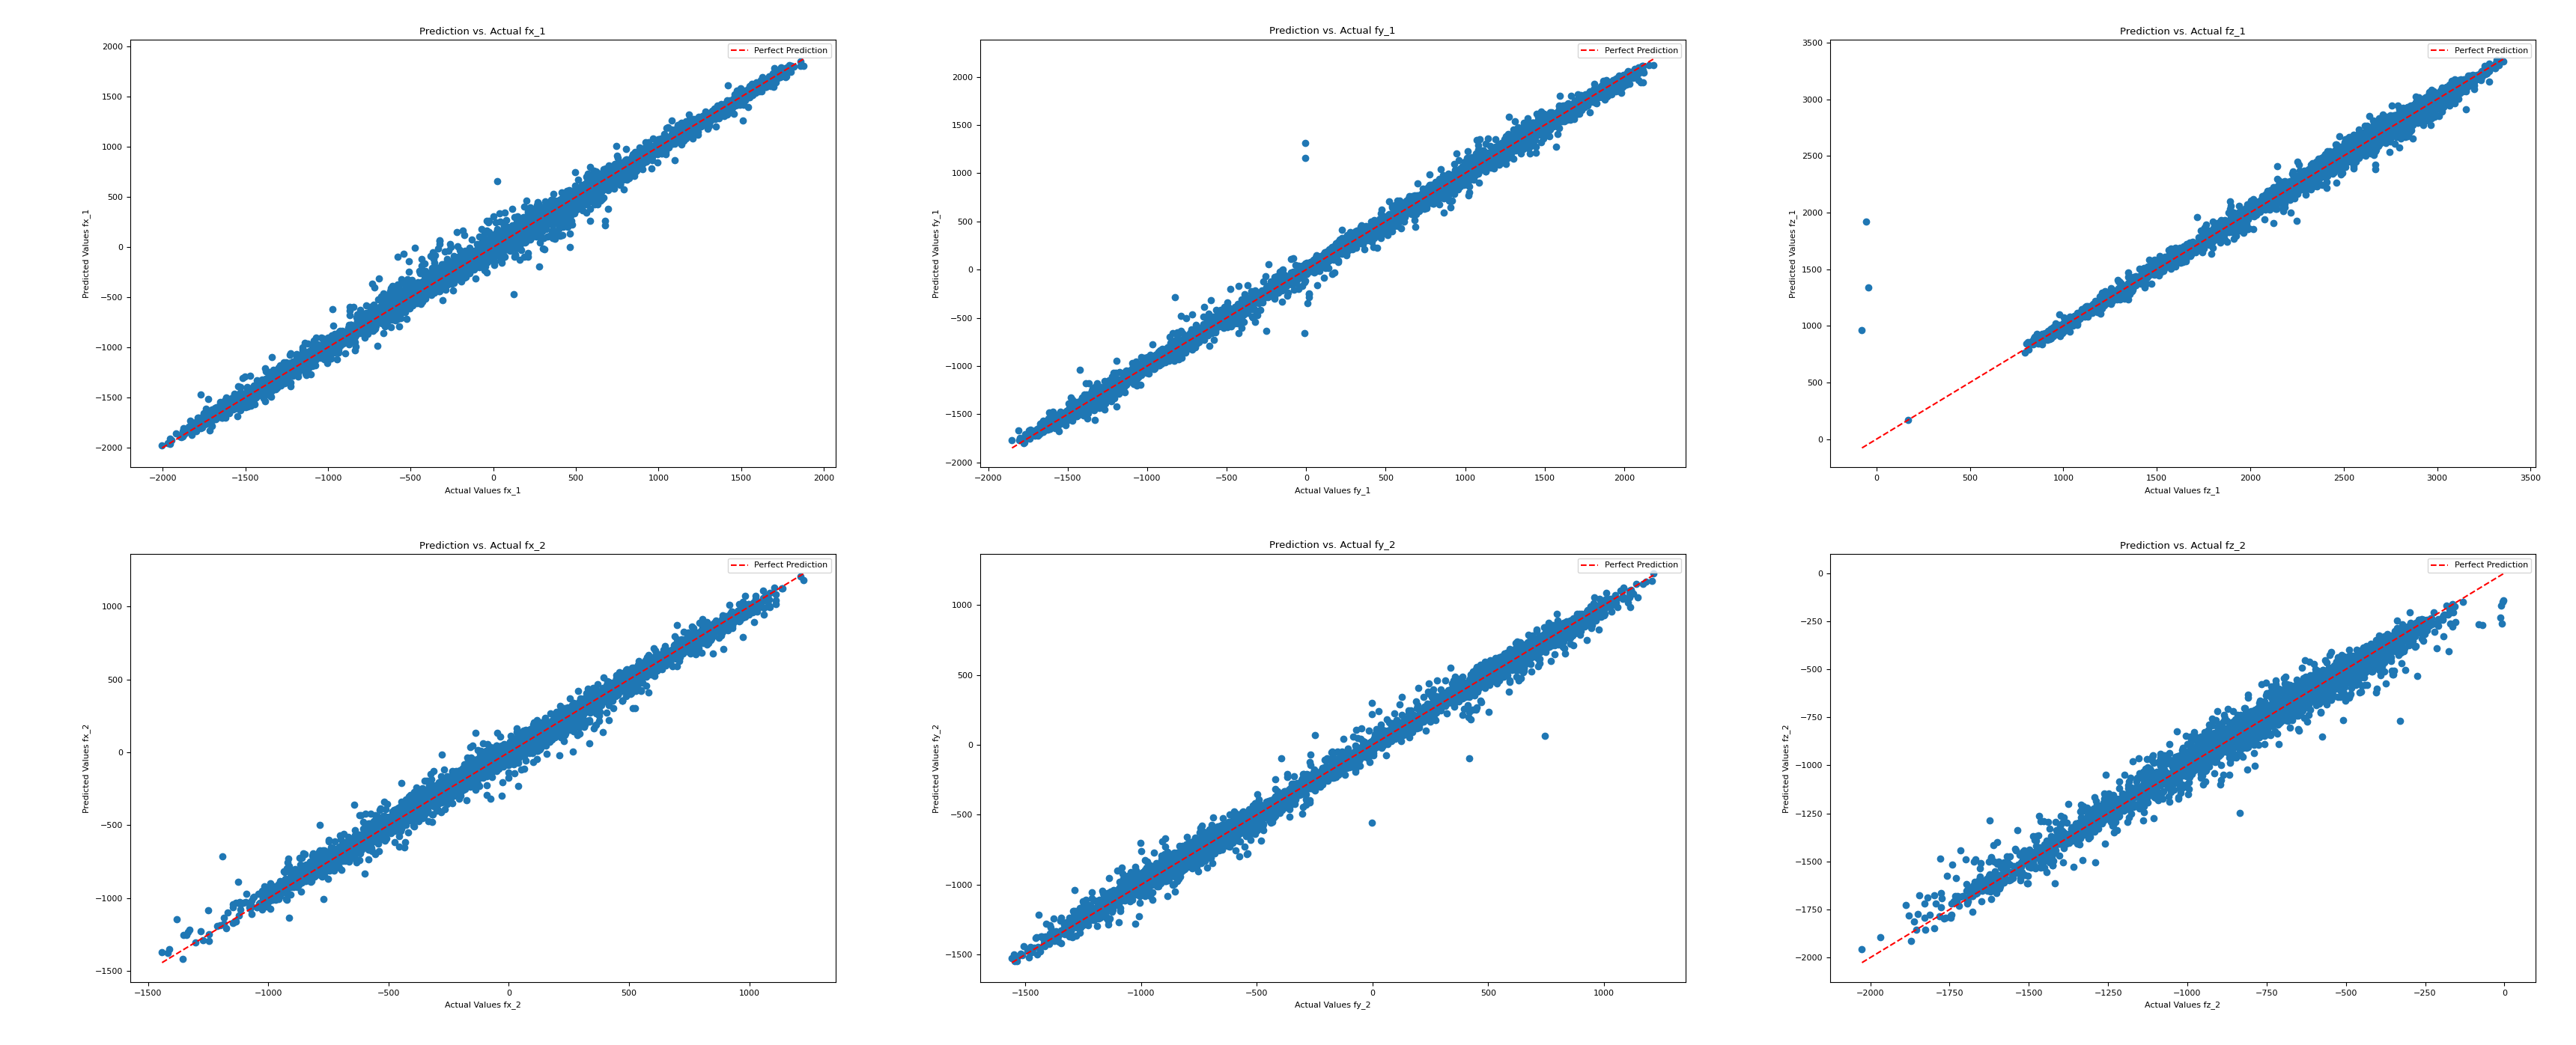 Prediction vs. Actual fx_1
Perfect Prediction
2000
1500
1000
500
0
−500
−1000
−1500
−2000
Predicted Values fx_1
−2000 −1500 −1000 −500 0 500 1000 1500 2000
Actual Values fx_1
Prediction vs. Actual fy_1
Perfect Prediction
2000
1500
1000
500
0
−500
−1000
−1500
−2000
Predicted Values fy_1
−2000 −1500 −1000 −500 0 500 1000 1500 2000
Actual Values fy_1
Prediction vs. Actual fz_1
Perfect Prediction
3500
3000
2500
2000
1500
1000
500
0
Predicted Values fz_1
0 500 1000 1500 2000 2500 3000 3500
Actual Values fz_1
Prediction vs. Actual fx_2
Perfect Prediction
1000
500
0
−500
−1000
−1500
Predicted Values fx_2
−1500 −1000 −500 0 500 1000
Actual Values fx_2
Prediction vs. Actual fy_2
Perfect Prediction
1000
500
0
−500
−1000
−1500
Predicted Values fy_2
−1500 −1000 −500 0 500 1000
Actual Values fy_2
Prediction vs. Actual fz_2
Perfect Prediction
0
−250
−500
−750
−1000
−1250
−1500
−1750
−2000
Predicted Values fz_2
−2000 −1750 −1500 −1250 −1000 −750 −500 −250 0
Actual Values fz_2